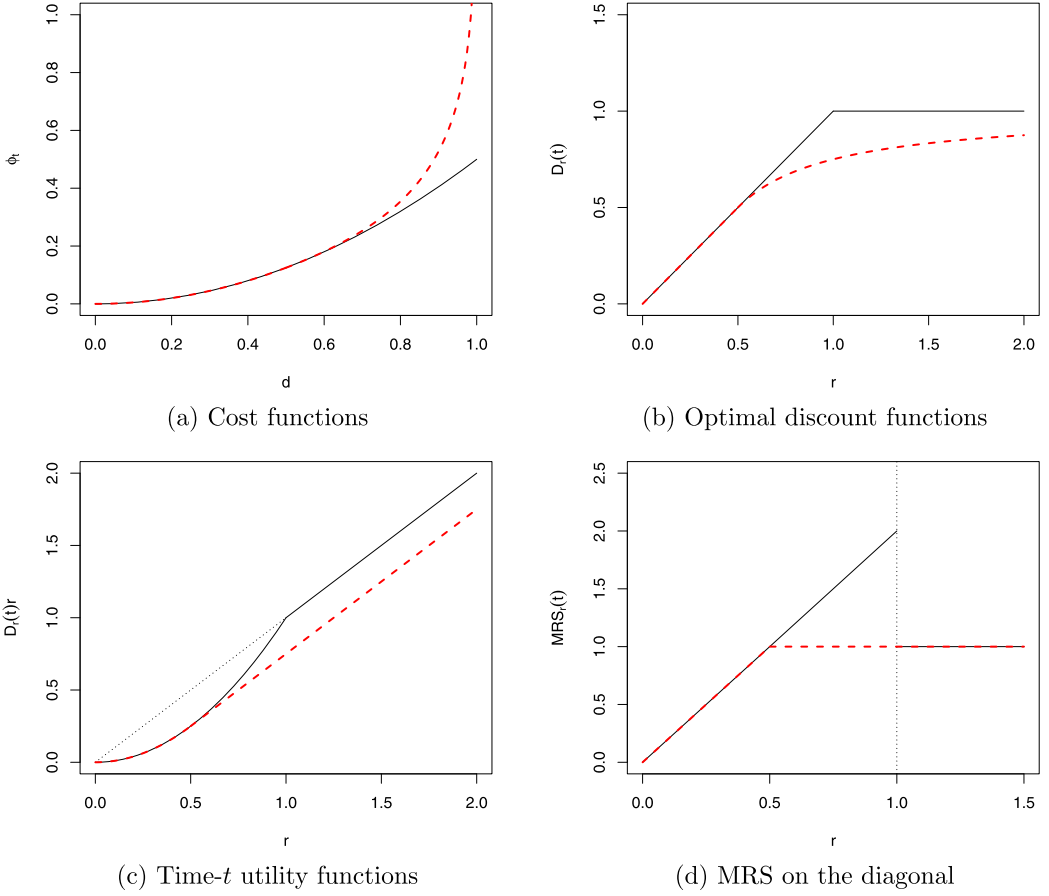 1.0
0.8
0.6
0.4
0.2
0.0
ϕt
0.0 0.2 0.4 0.6 0.8 1.0
d
(a) Cost functions
1.5
1.0
0.5
0.0
Dr(t)
0.0 0.5 1.0 1.5 2.0
r
(b) Optimal discount functions
2.0
1.5
1.0
0.5
0.0
Dr(t)r
0.0 0.5 1.0 1.5 2.0
r
(c) Time-t utility functions
2.5
2.0
1.5
1.0
0.5
0.0
MRSr(t)
0.0 0.5 1.0 1.5
r
(d) MRS on the diagonal